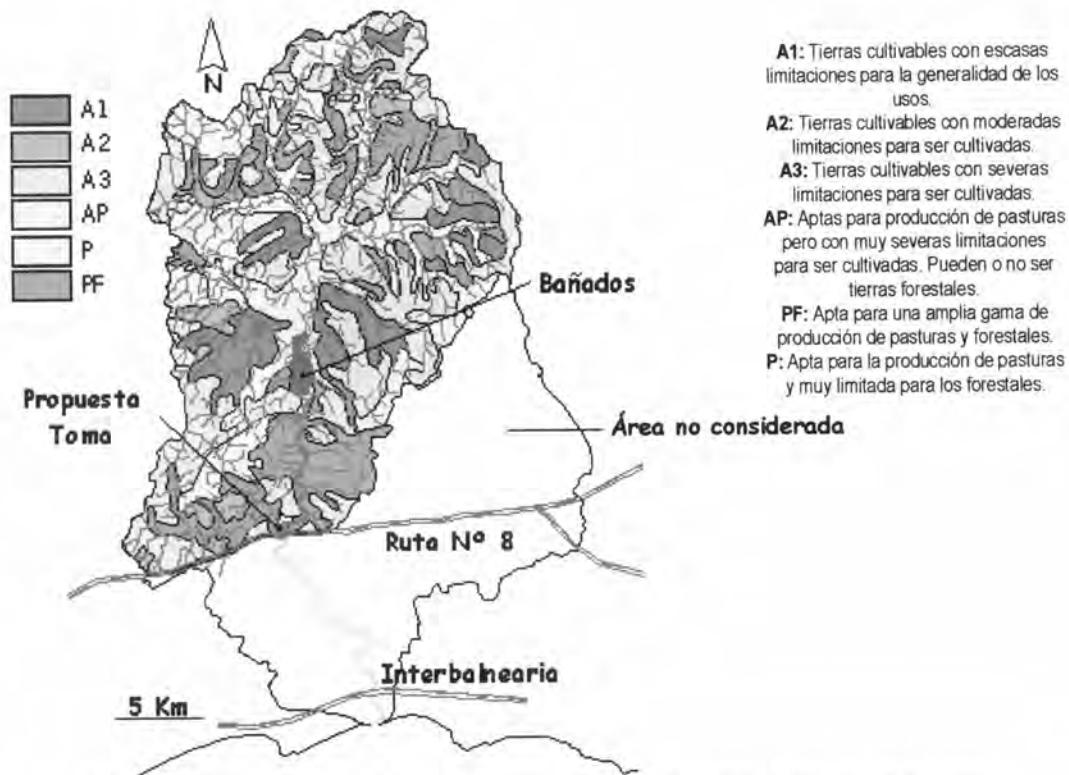 N
A1
A2
A3
AP
P
PF
A1: Tierras cultivables con escasas
limitaciones para la generalidad de los
usos.
A2: Tierras cultivables con moderadas
limitaciones para ser cultivadas.
A3: Tierras cultivables con severas
limitaciones para ser cultivadas.
AP: Aptas para producción de pasturas
pero con muy severas limitaciones
para ser cultivadas. Pueden o no ser
tierras forestales.
PF: Apta para una amplia gama de
producción de pasturas y forestales.
P: Apta para la producción de pasturas
y muy limitada para los forestales.
Bañados
Propuesta
Toma
Área no considerada
Ruta Nº 8
Interbalnearia
5 Km